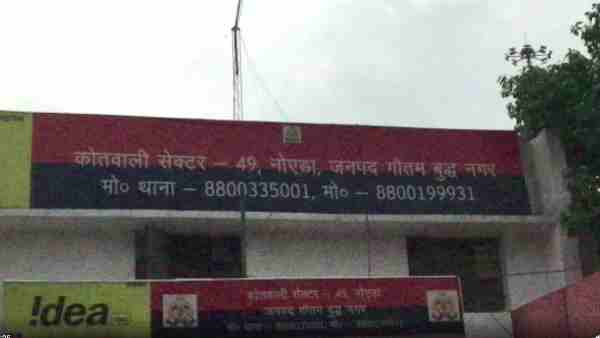 कोतवाली सेक्टर – 49, नोएडा, जनपद गौतम बुद्ध नगर
मो० थाना – 8800335001, मो० – 8800199931
!dea
कोतवाली सेक्टर – 49, नोएडा
जनपद गौतम बुद्ध नगर